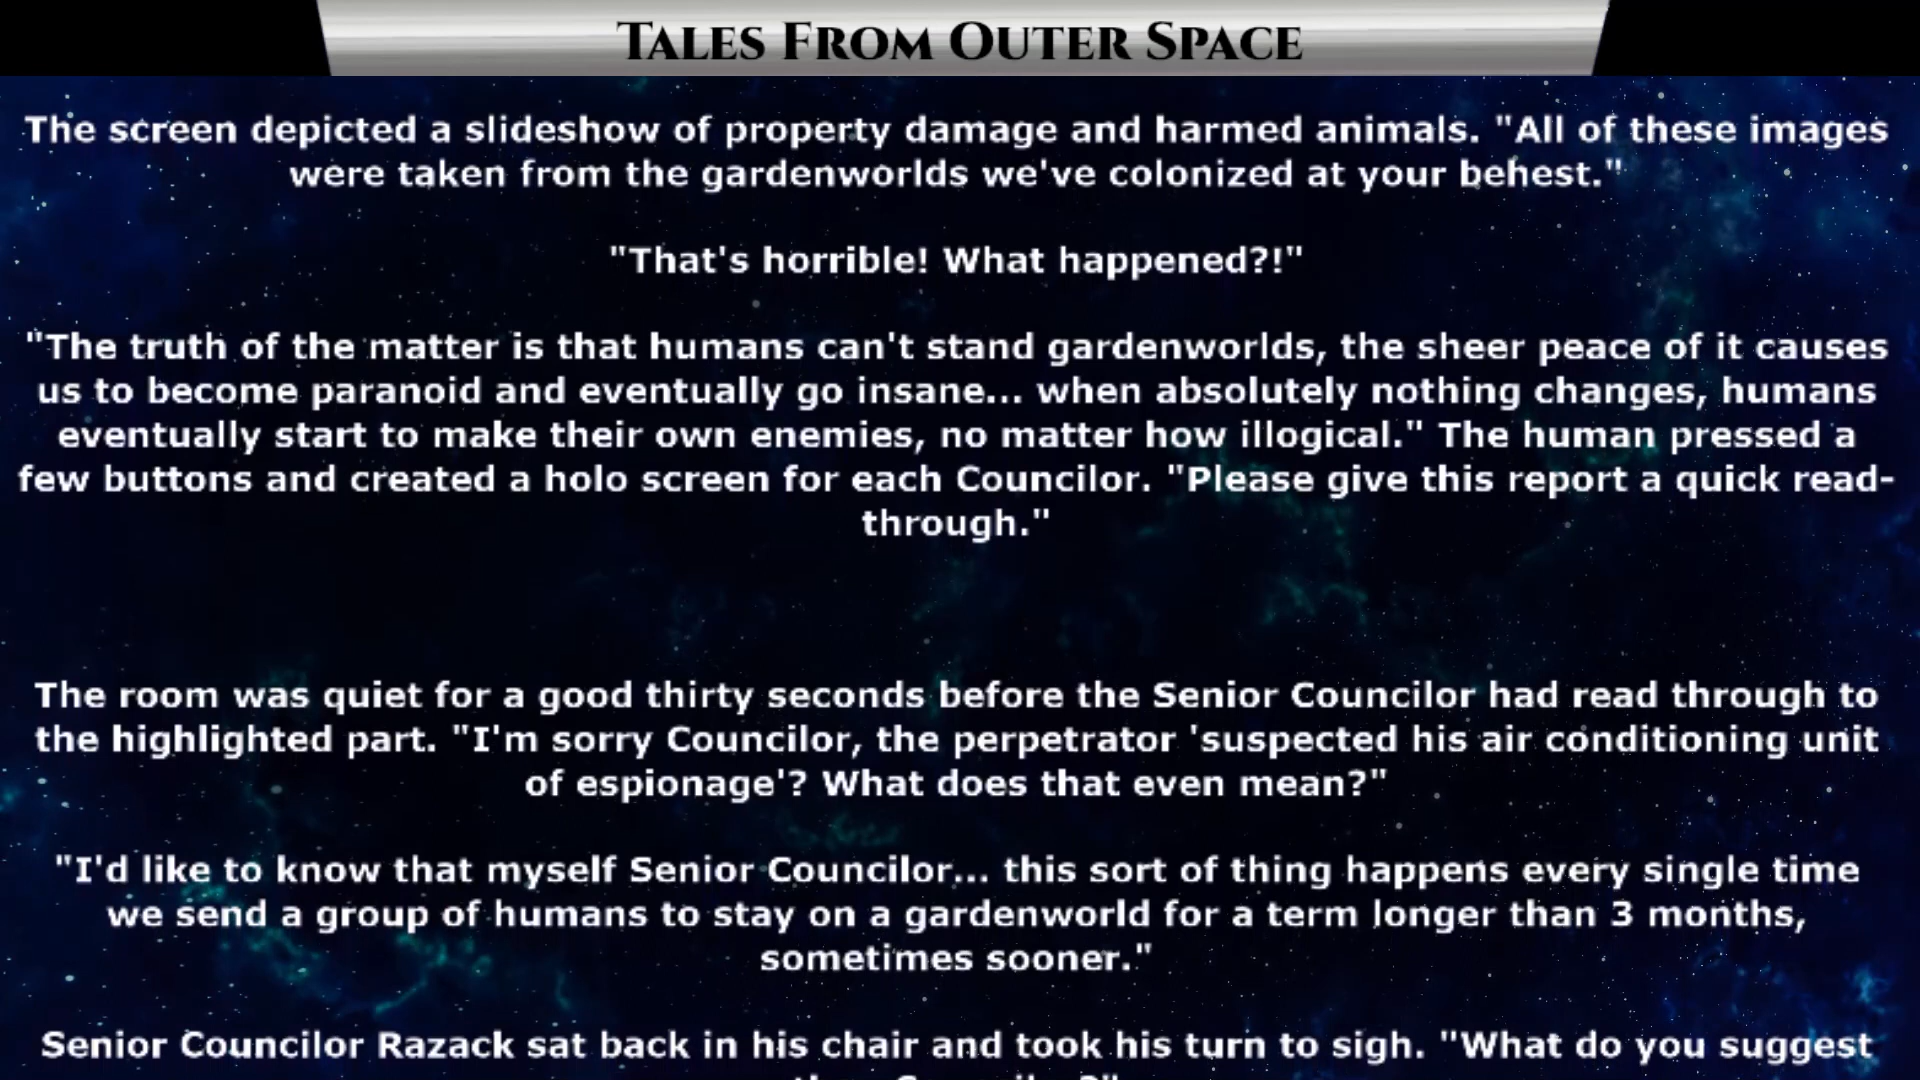 Tales From Outer Space
The screen depicted a slideshow of property damage and harmed animals. "All of these images
were taken from the gardenworlds we've colonized at your behest."
"That's horrible! What happened?!"
"The truth of the matter is that humans can't stand gardenworlds, the sheer peace of it causes
us to become paranoid and eventually go insane... when absolutely nothing changes, humans
eventually start to make their own enemies, no matter how illogical." The human pressed a
few buttons and created a holo screen for each Councilor. "Please give this report a quick read-
through."
The room was quiet for a good thirty seconds before the Senior Councilor had read through to
the highlighted part. "I'm sorry Councilor, the perpetrator 'suspected his air conditioning unit
of espionage'? What does that even mean?"
"I'd like to know that myself Senior Councilor... this sort of thing happens every single time
we send a group of humans to stay on a gardenworld for a term longer than 3 months,
sometimes sooner."
Senior Councilor Razack sat back in his chair and took his turn to sigh. "What do you suggest